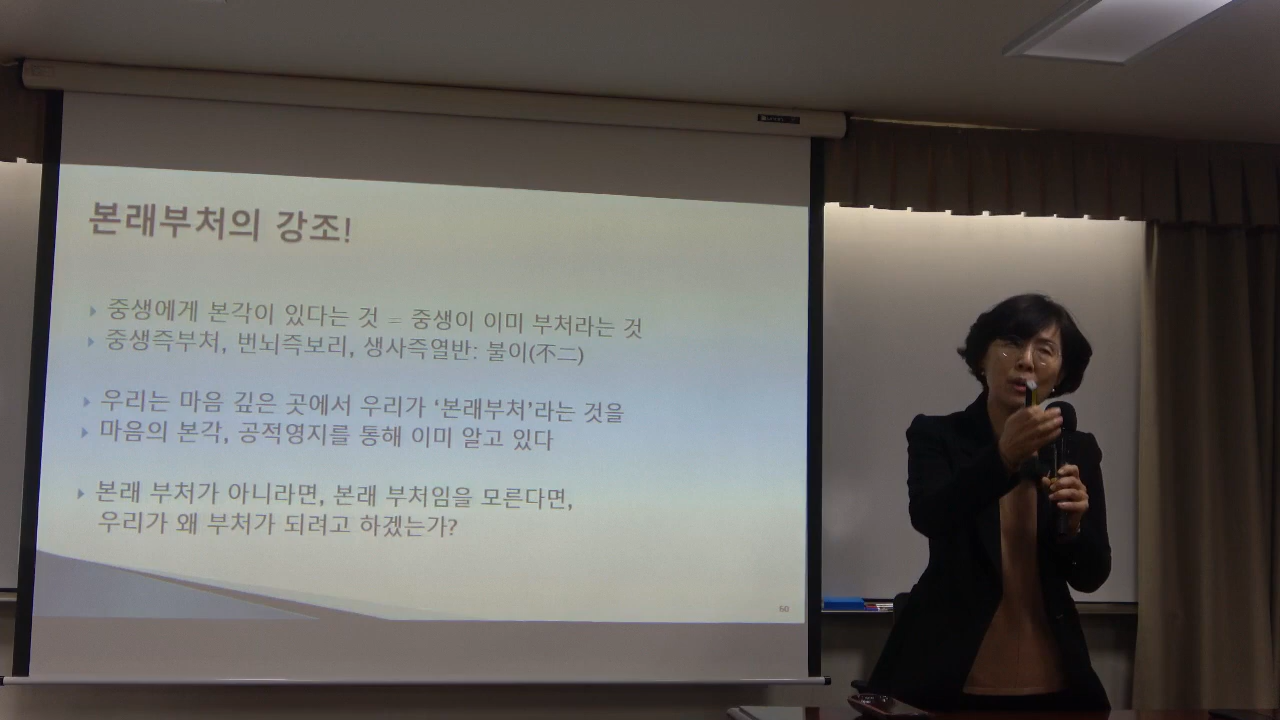 본래부처의 강조!
중생에게 본각이 있다는 것 = 중생이 이미 부처라는 것
중생즉부처, 번뇌즉보리, 생사즉열반: 불이(不二)
우리는 마음 깊은 곳에서 우리가 ‘본래부처’라는 것을
마음의 본각, 공적영지를 통해 이미 알고 있다
본래 부처가 아니라면, 본래 부처임을 모른다면,
우리가 왜 부처가 되려고 하겠는가?